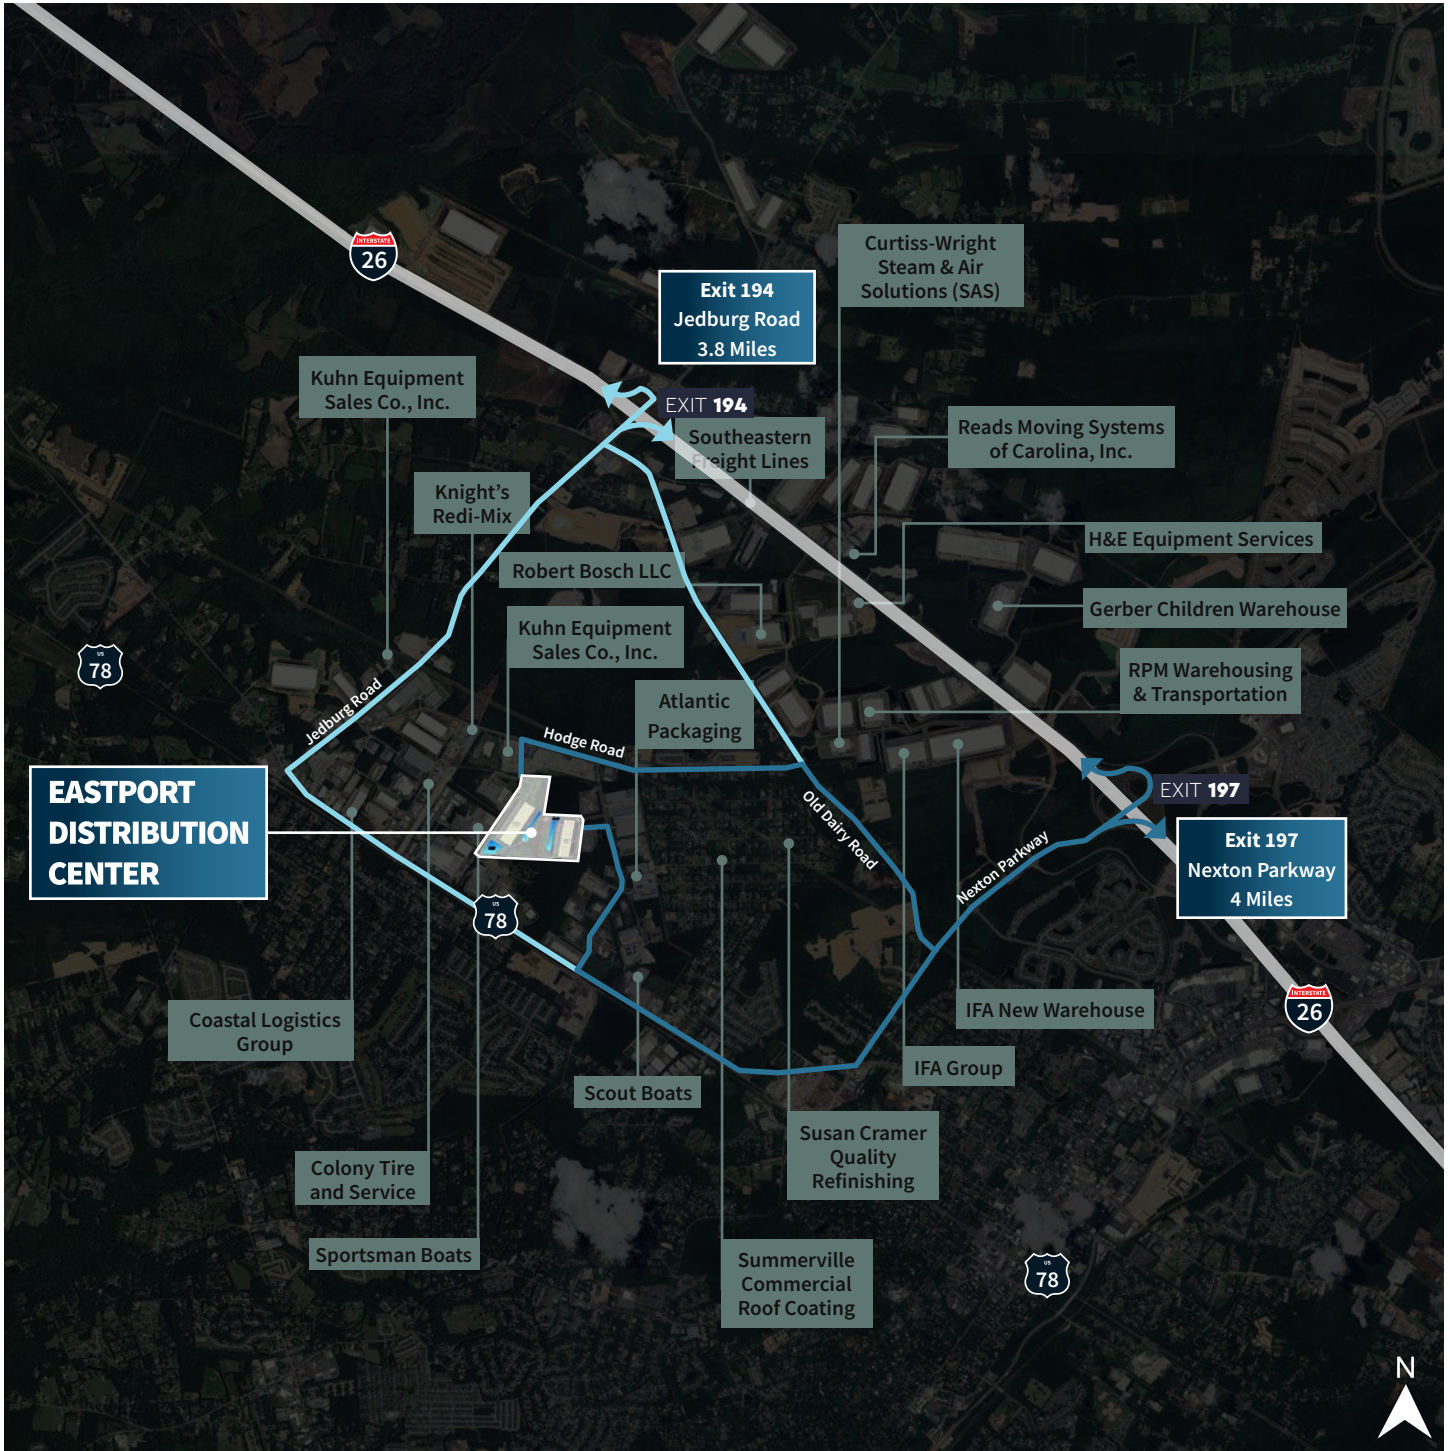 INTERSTATE
26
Curtiss-Wright
Steam & Air
Solutions (SAS)
Exit 194
Jedburg Road
3.8 Miles
Kuhn Equipment
Sales Co., Inc.
EXIT 194
Southeastern
Freight Lines
Reads Moving Systems
of Carolina, Inc.
Knight’s
Redi-Mix
H&E Equipment Services
Robert Bosch LLC
Gerber Children Warehouse
Kuhn Equipment
Sales Co., Inc.
US
78
RPM Warehousing
& Transportation
Atlantic
Packaging
Jedburg Road
Hodge Road
EASTPORT
DISTRIBUTION
CENTER
Old Dairy Road
EXIT 197
Exit 197
Nexton Parkway
4 Miles
Nexton Parkway
US
78
INTERSTATE
26
Coastal Logistics
Group
IFA New Warehouse
IFA Group
Scout Boats
Susan Cramer
Quality
Refinishing
Colony Tire
and Service
Sportsman Boats
Summerville
Commercial
Roof Coating
US
78
N